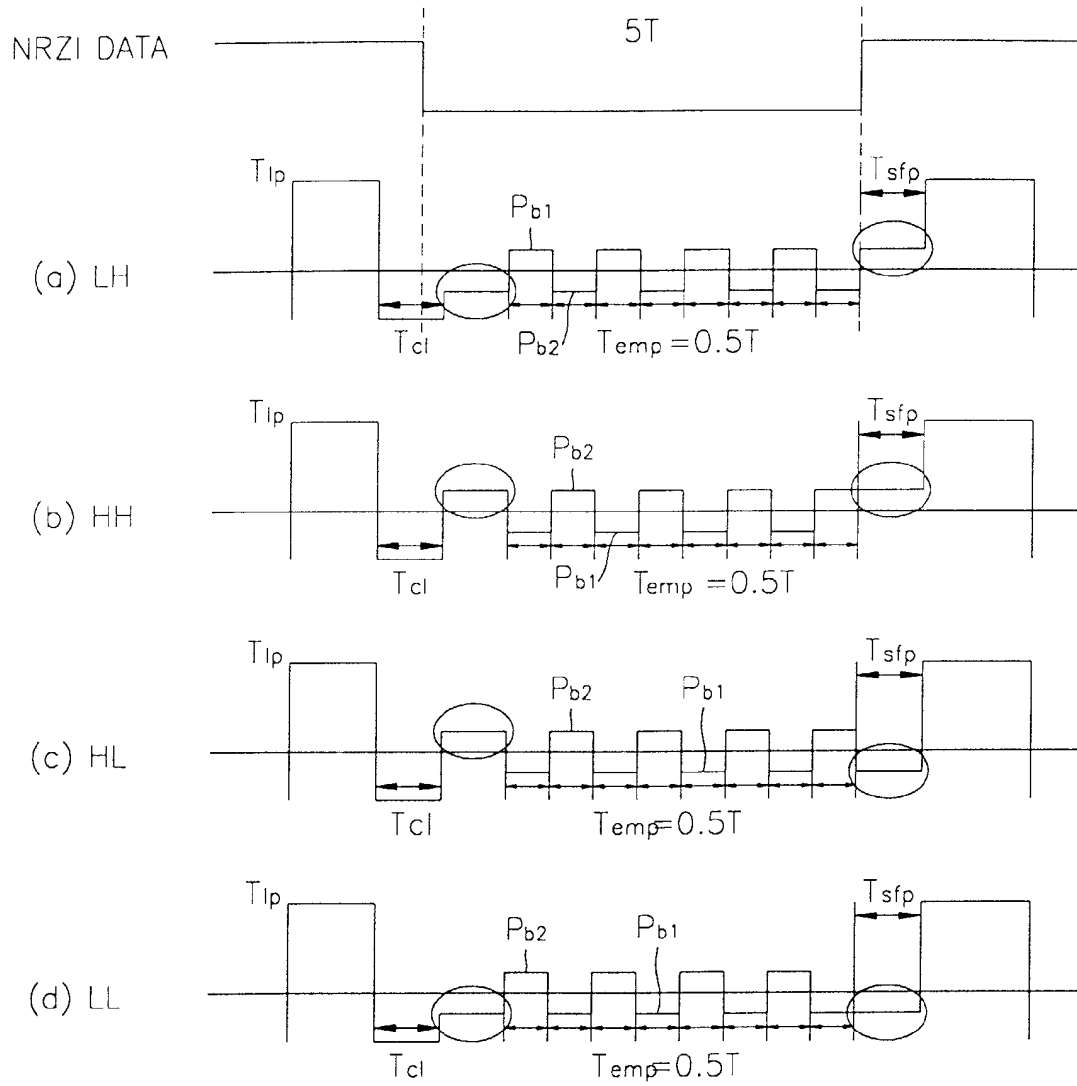 5T
NRZI DATA
Tlp
Tsfp
Pb1
(a) LH
Tcl
Pb2
Temp=0.5T
Tlp
Tsfp
Pb2
(b) HH
Tcl
Pb1
Temp=0.5T
Tlp
Tsfp
Pb2
Pb1
(c) HL
Tcl
Temp=0.5T
Tlp
Tsfp
Pb2
Pb1
(d) LL
Tcl
Temp=0.5T